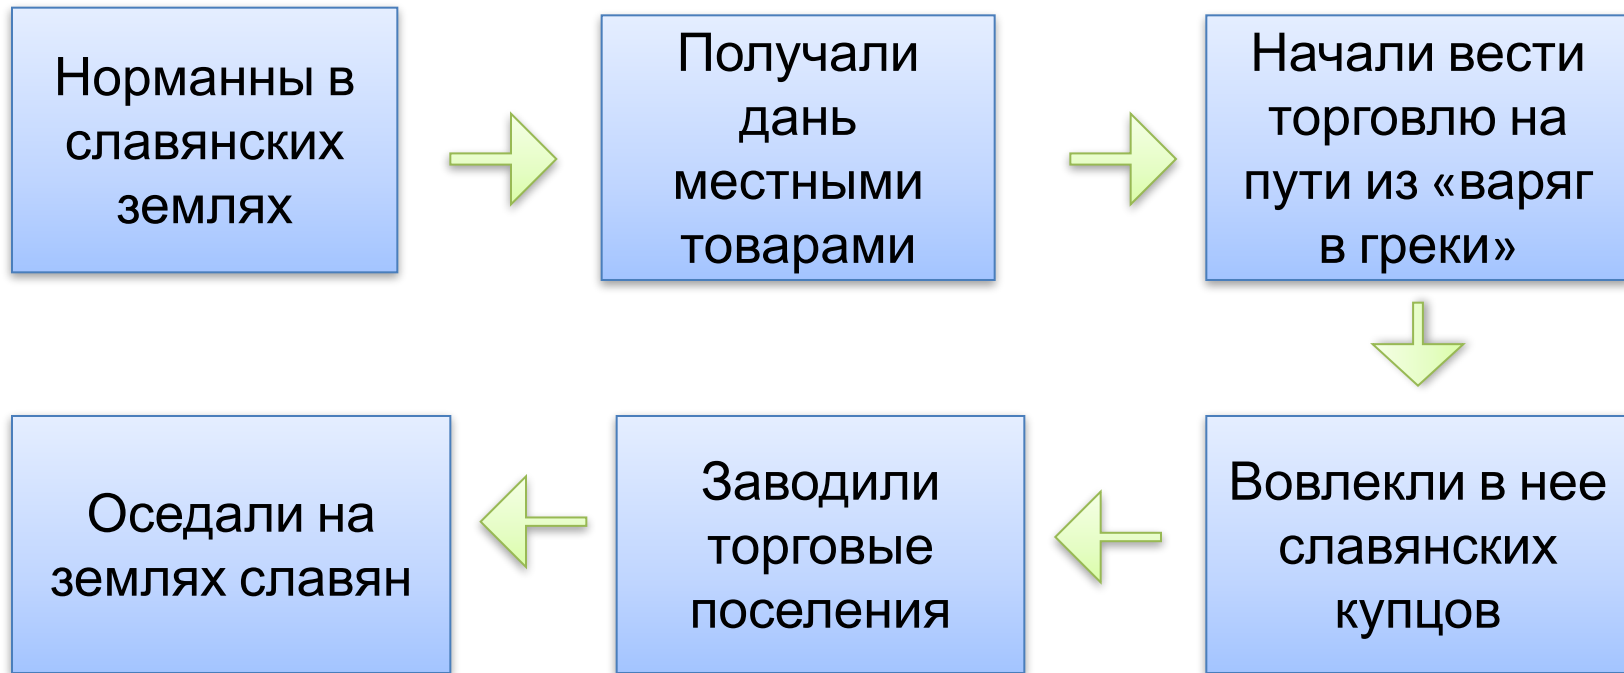 Норманны в
славянских
землях
Получали
дань
местными
товарами
Начали вести
торговлю на
пути из «варяг
в греки»
Вовлекли в нее
славянских
купцов
Заводили
торговые
поселения
Оседали на
землях славян